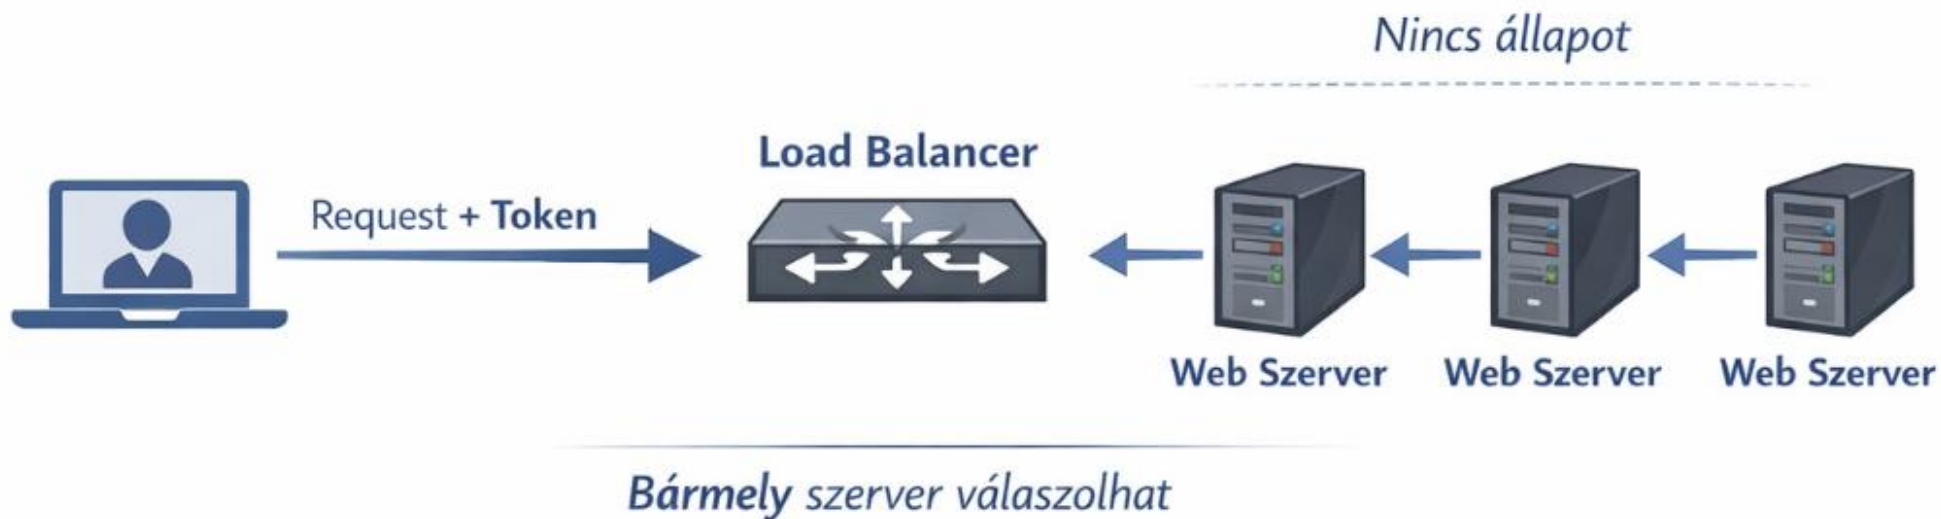 Nincs állapot
Load Balancer
Request + Token
Web Szerver
Web Szerver
Web Szerver
Bármely szerver válaszolhat